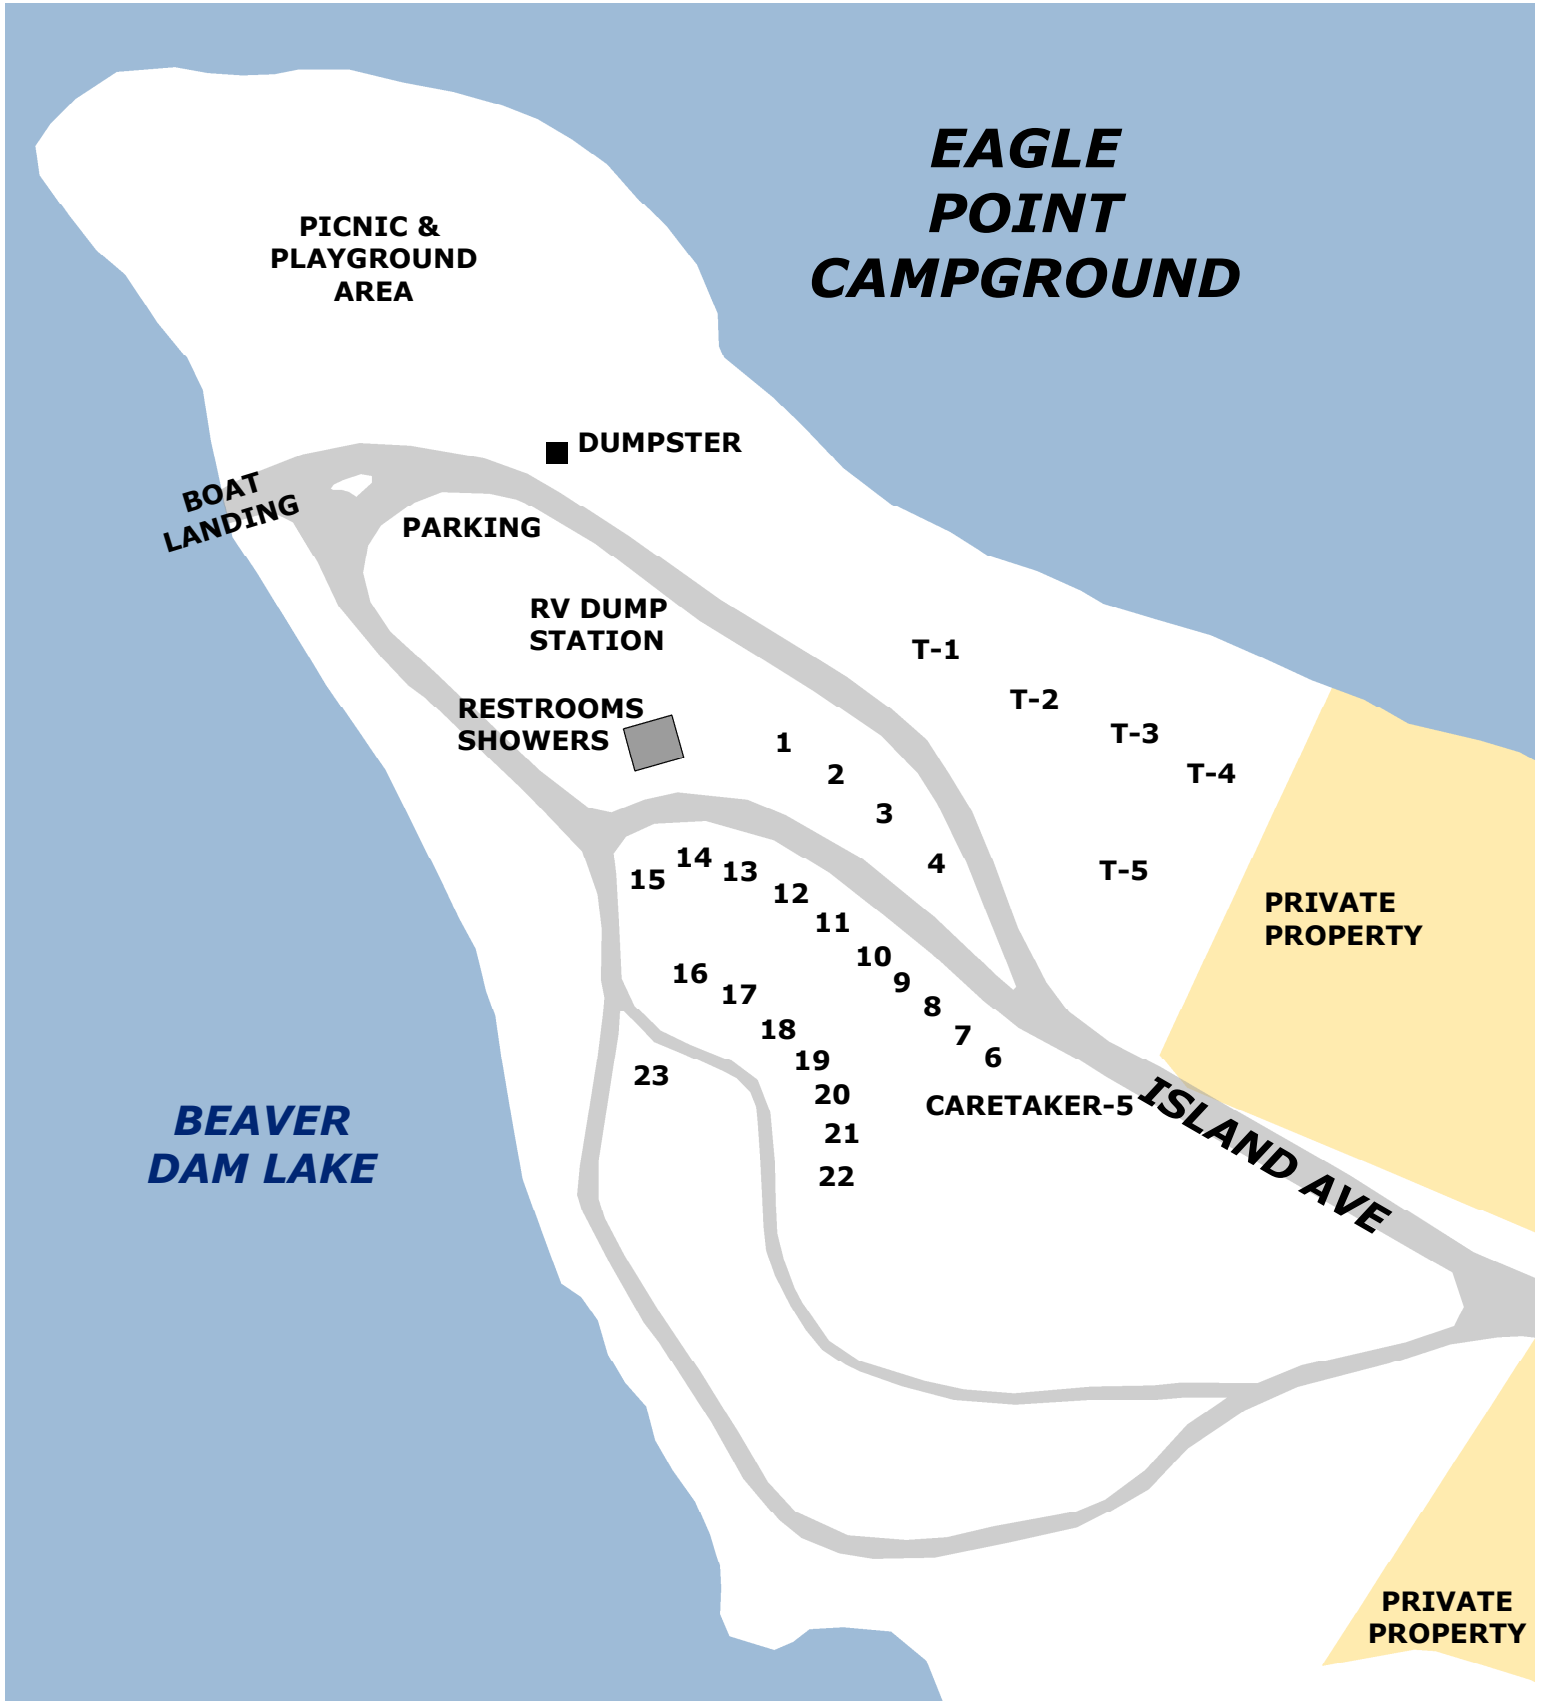 EAGLE
POINT
CAMPGROUND
PICNIC &
PLAYGROUND
AREA
DUMPSTER
BOAT
LANDING
PARKING
RV DUMP
STATION
T-1
T-2
T-3
T-4
T-5
RESTROOMS
SHOWERS
1
2
3
4
15
14
13
12
11
10
9
8
7
6
CARETAKER-5
16
17
18
19
20
21
22
23
PRIVATE
PROPERTY
ISLAND AVE
BEAVER
DAM LAKE
PRIVATE
PROPERTY